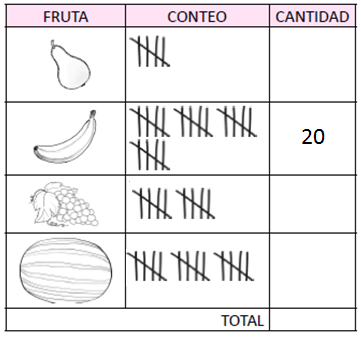 FRUTA CONTEO CANTIDAD
20
TOTAL